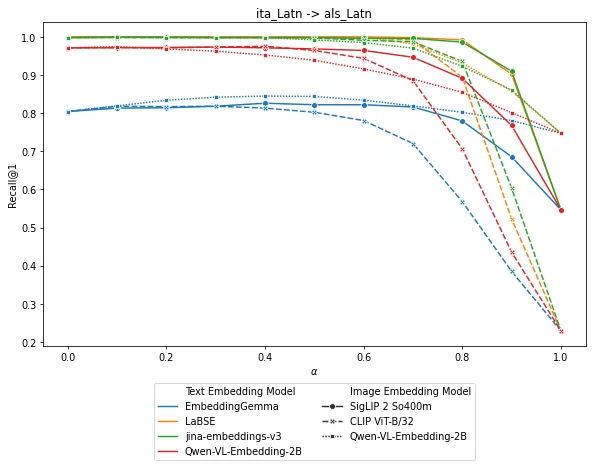 ita_Latn -> als_Latn
Recall@1
1.0
0.9
0.8
0.7
0.6
0.5
0.4
0.3
0.2
0.0 0.2 0.4 0.6 0.8 1.0
α
Text Embedding Model Image Embedding Model
EmbeddingGemma SigLIP 2 So400m
LaBSE CLIP ViT-B/32
jina-embeddings-v3 Qwen-VL-Embedding-2B
Qwen-VL-Embedding-2B